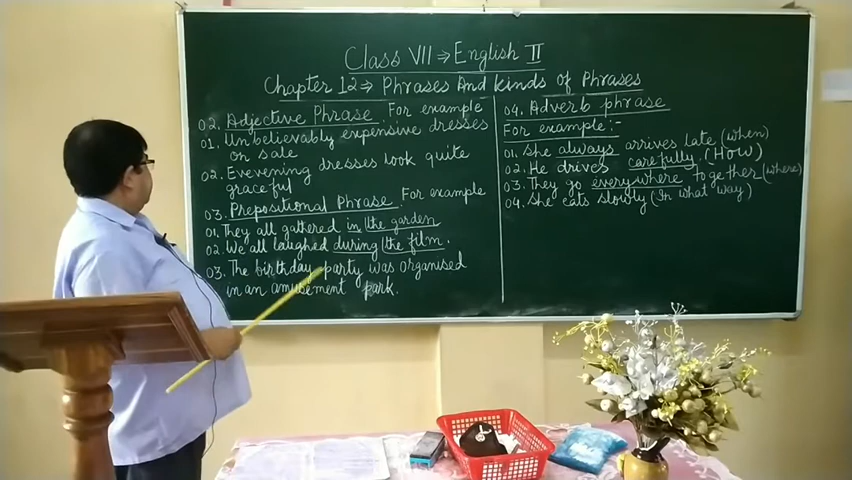 Class VII ⇒ English II
Chapter 12 ⇒ Phrases And kinds of Phrases
02. Adjective Phrase. For example
01. Unbelievably expensive dresses
on sale
02. Evevening dresses look quite
graceful
03. Prepositional Phrase. For example
01. They all gathered in the garden
02. We all laughed during the film.
03. The birthday party was organised
in an amusement park.
04. Adverb phrase
For example:-
01. She always arrives late (when)
02. He drives carefully. (HOW)
03. They go everywhere together (where)
04. She eats slowly (In what way)